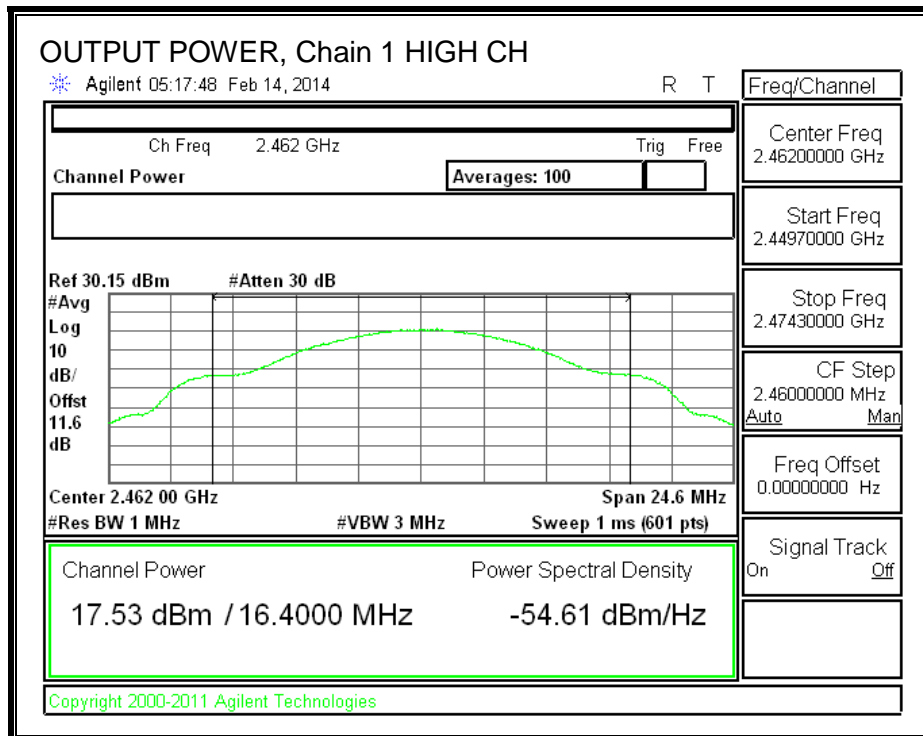 OUTPUT POWER, Chain 1 HIGH CH
Agilent 05:17:48 Feb 14, 2014 R T
Freq/Channel
Ch Freq 2.462 GHz Trig Free
Channel Power Averages: 100
Ref 30.15 dBm #Atten 30 dB
#Avg
Log
10
dB/
Offst
11.6
dB
Center 2.462 00 GHz Span 24.6 MHz
#Res BW 1 MHz #VBW 3 MHz Sweep 1 ms (601 pts)
Channel Power Power Spectral Density
17.53 dBm / 16.4000 MHz -54.61 dBm/Hz
Center Freq
2.46200000 GHz
Start Freq
2.44970000 GHz
Stop Freq
2.47430000 GHz
CF Step
2.46000000 MHz
Auto Man
Freq Offset
0.00000000 Hz
Signal Track
On Off
Copyright 2000-2011 Agilent Technologies